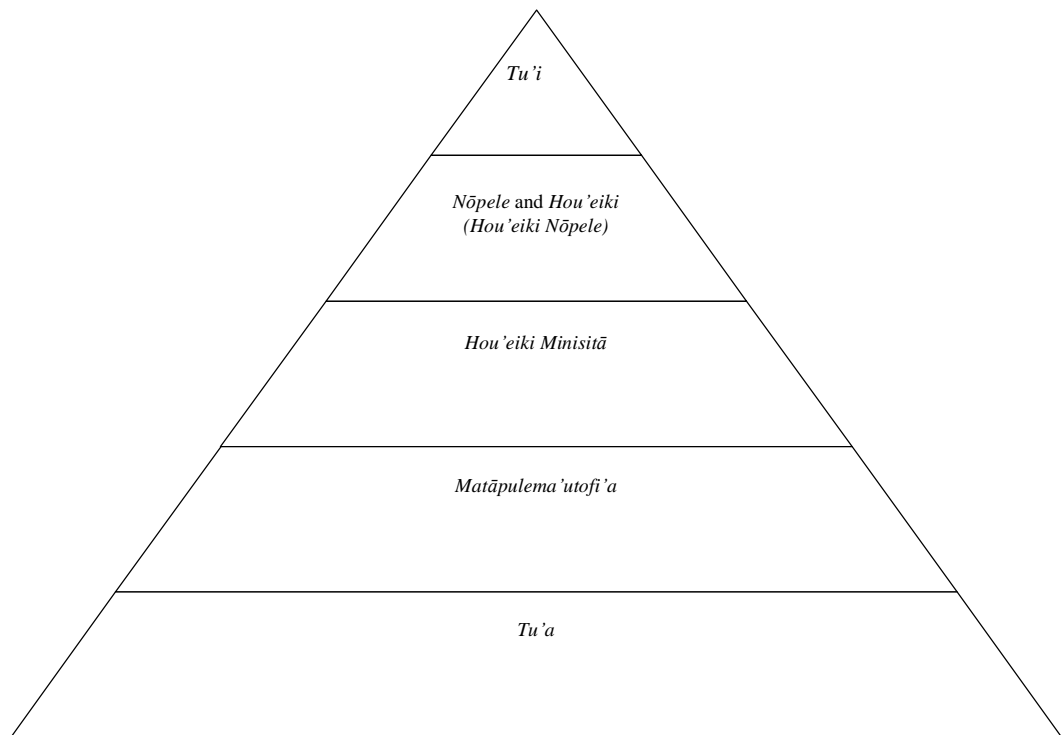 Tu’i
Nōpele and Hou’eiki
(Hou’eiki Nōpele)
Hou’eiki Minisitā
Matāpulema’utofi’a
Tu’a